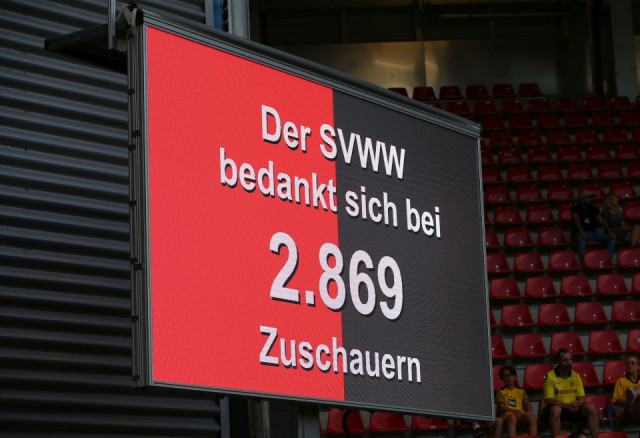 Der SVWW
bedankt sich bei
2.869
Zuschauern